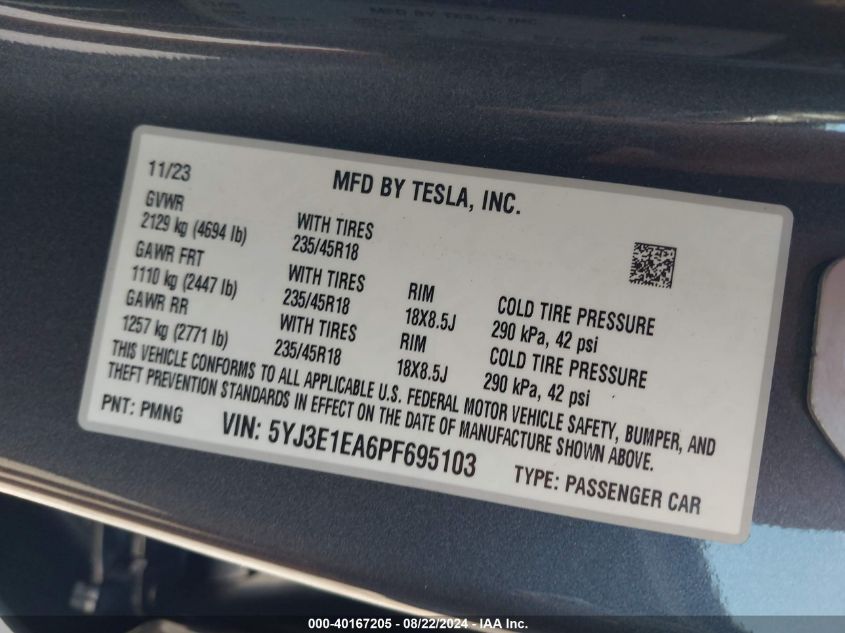 MFD BY TESLA, INC.
11/23
MFD BY TESLA, INC.
GVWR
2129 kg (4694 lb)
WITH TIRES
235/45R18
GAWR FRT
1110 kg (2447 lb)
WITH TIRES
235/45R18
RIM
18X8.5J
COLD TIRE PRESSURE
290 kPa, 42 psi
GAWR RR
1257 kg (2771 lb)
WITH TIRES
235/45R18
RIM
18X8.5J
COLD TIRE PRESSURE
290 kPa, 42 psi
THIS VEHICLE CONFORMS TO ALL APPLICABLE U.S. FEDERAL MOTOR VEHICLE SAFETY, BUMPER, AND
THEFT PREVENTION STANDARDS IN EFFECT ON THE DATE OF MANUFACTURE SHOWN ABOVE.
PNT: PMNG
VIN: 5YJ3E1EA6PF695103
TYPE: PASSENGER CAR
000-40167205 - 08/22/2024 - IAA Inc.